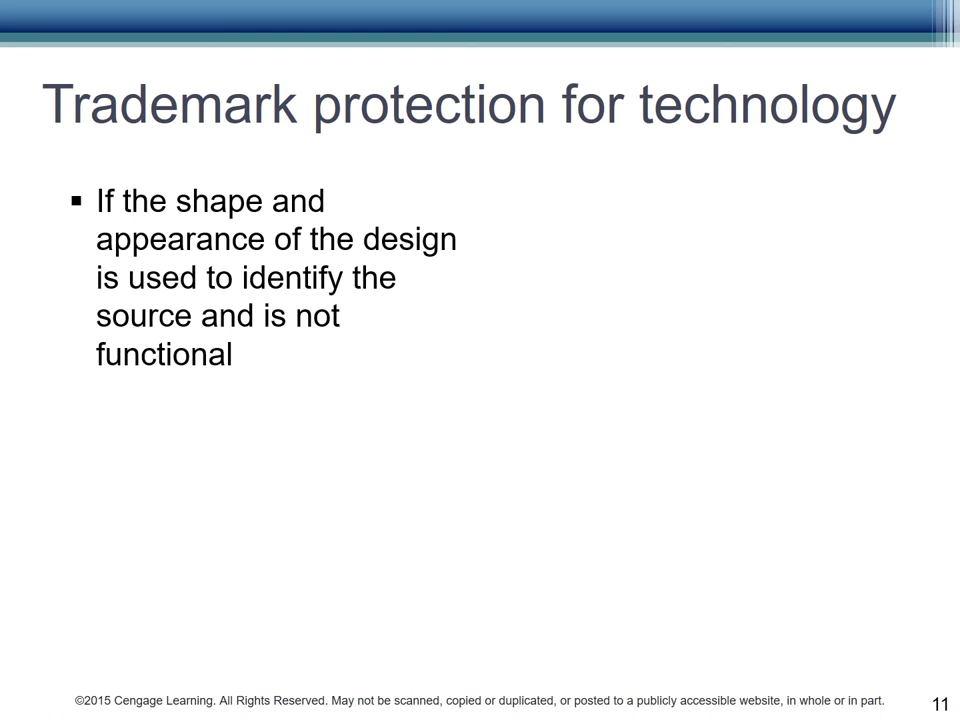 Trademark protection for technology
▪ If the shape and
appearance of the design
is used to identify the
source and is not
functional
©2015 Cengage Learning. All Rights Reserved. May not be scanned, copied or duplicated, or posted to a publicly accessible website, in whole or in part.
11